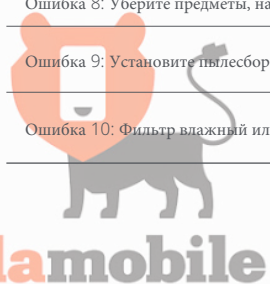 Ошибка 8: Уберите предметы, на
Ошибка 9: Установите пылесбор
Ошибка 10: Фильтр влажный ил
lamobile